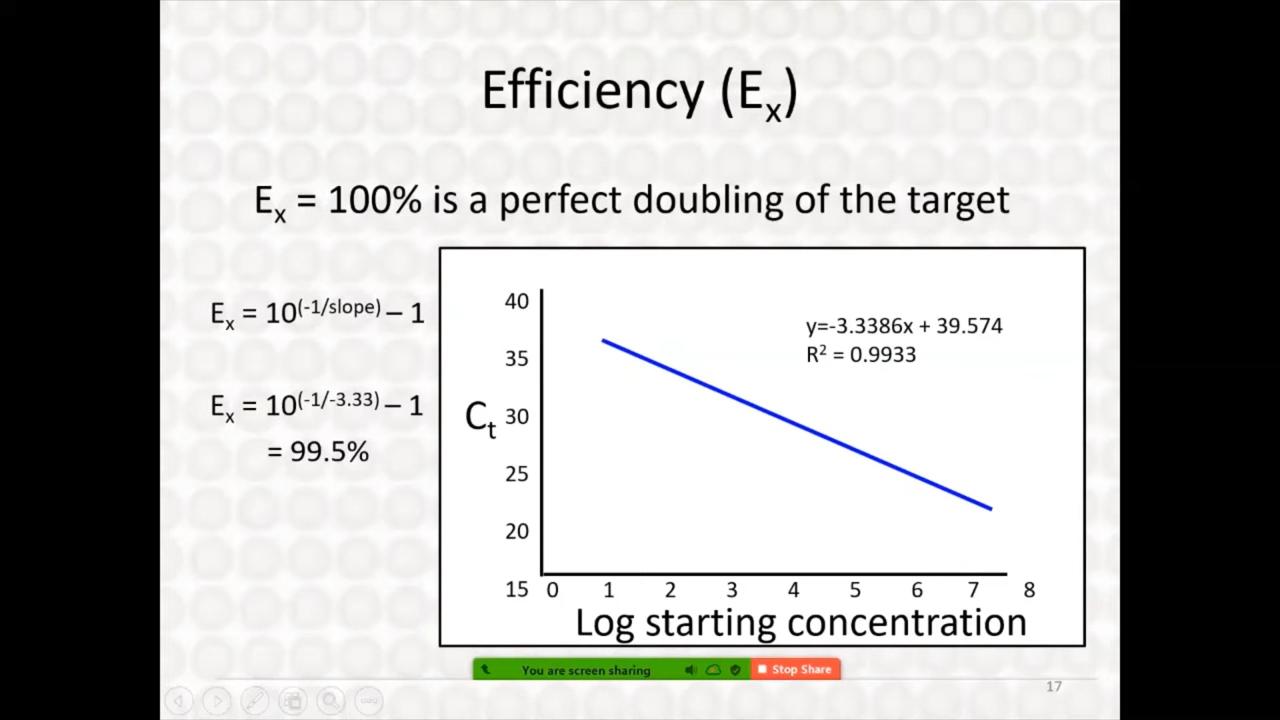 Efficiency (Eₓ)
Eₓ = 100% is a perfect doubling of the target
Eₓ = 10^(-1/slope) – 1
Eₓ = 10^(-1/-3.33) – 1
= 99.5%
40
35
30
25
20
15
Cₜ
y=-3.3386x + 39.574
R² = 0.9933
0 1 2 3 4 5 6 7 8
Log starting concentration
You are screen sharing
Stop Share
17